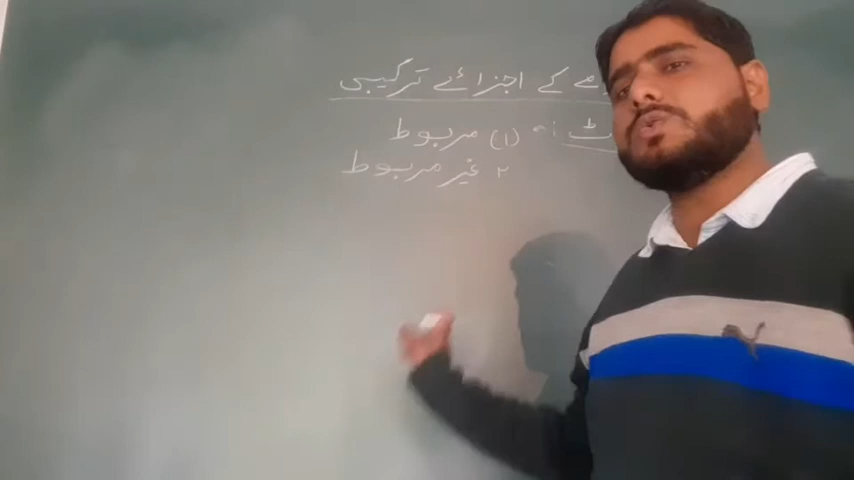 کے اجزائے ترکیبی
(۱) مربوط
۲ غیر مربوط